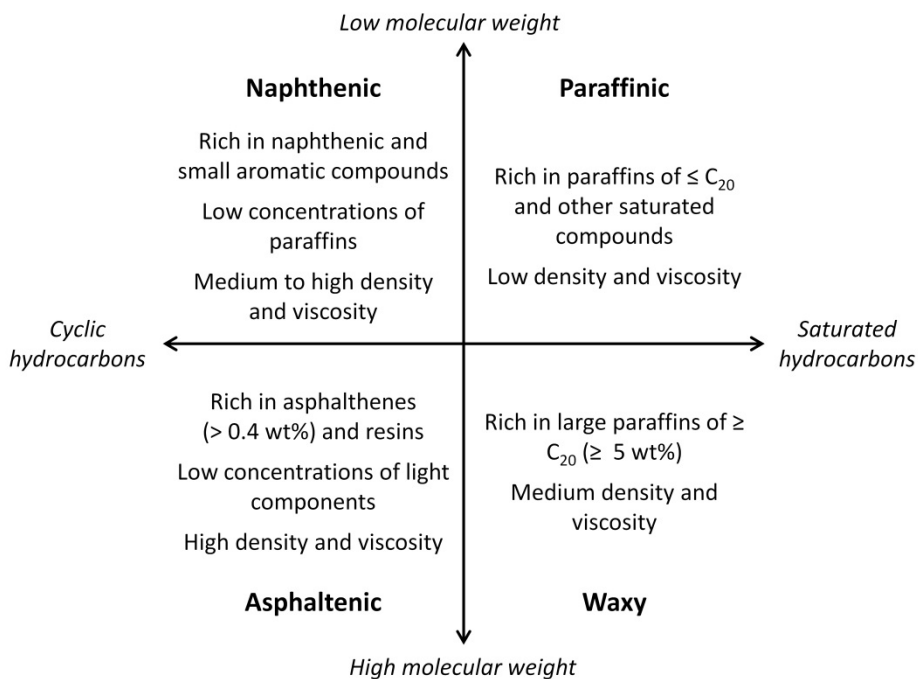 Low molecular weight
Naphthenic
Rich in naphthenic and
small aromatic compounds
Low concentrations of
paraffins
Medium to high density
and viscosity
Paraffinic
Rich in paraffins of ≤ C₂₀
and other saturated
compounds
Low density and viscosity
Cyclic
hydrocarbons
Saturated
hydrocarbons
Rich in asphalthenes
(> 0.4 wt%) and resins
Low concentrations of light
components
High density and viscosity
Asphaltenic
Rich in large paraffins of ≥
C₂₀ (≥ 5 wt%)
Medium density and
viscosity
Waxy
High molecular weight